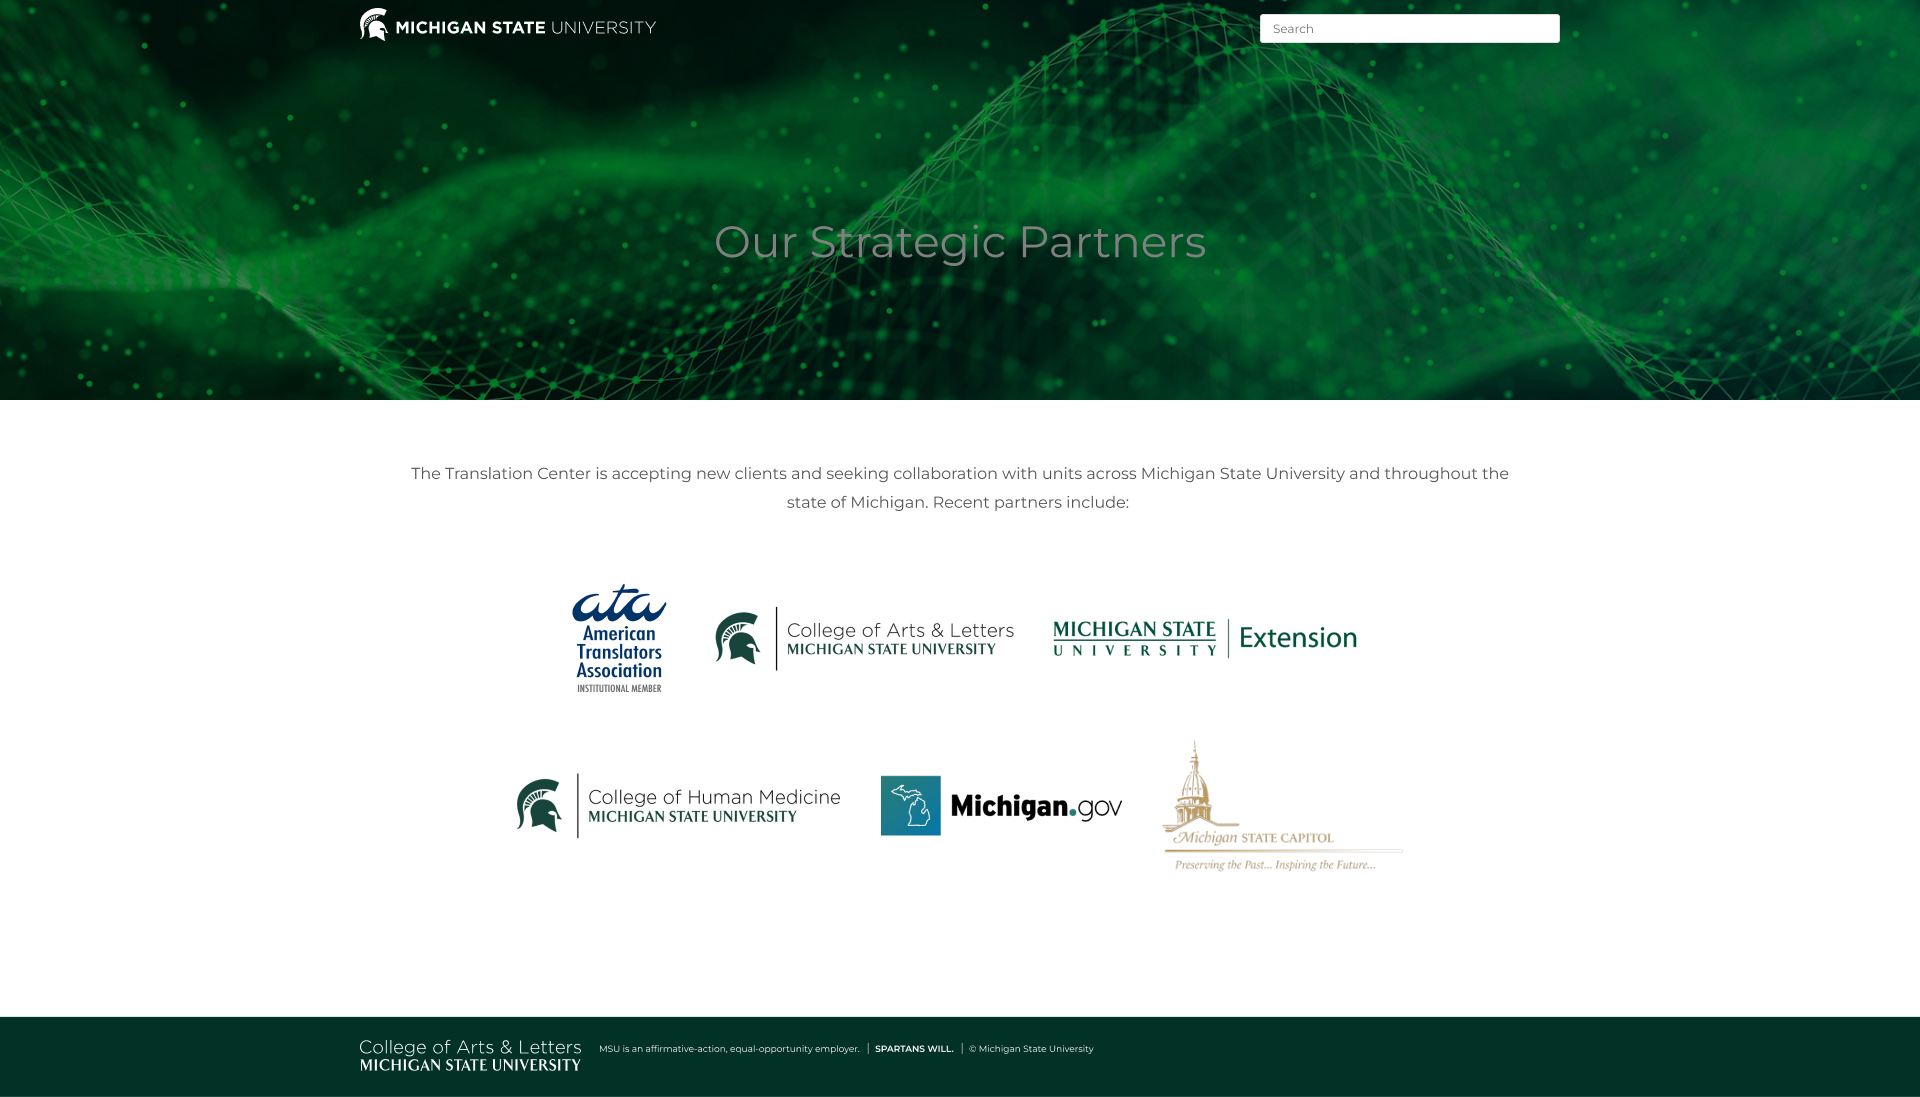 MICHIGAN STATE UNIVERSITY
Search
Our Strategic Partners
The Translation Center is accepting new clients and seeking collaboration with units across Michigan State University and throughout the
state of Michigan. Recent partners include:
ata
American
Translators
Association
INSTITUTIONAL MEMBER
College of Arts & Letters
MICHIGAN STATE UNIVERSITY
MICHIGAN STATE
UNIVERSITY
Extension
College of Human Medicine
MICHIGAN STATE UNIVERSITY
Michigan.gov
Michigan STATE CAPITOL
Preserving the Past... Inspiring the Future...
College of Arts & Letters
MICHIGAN STATE UNIVERSITY
MSU is an affirmative-action, equal-opportunity employer. | SPARTANS WILL. | © Michigan State University